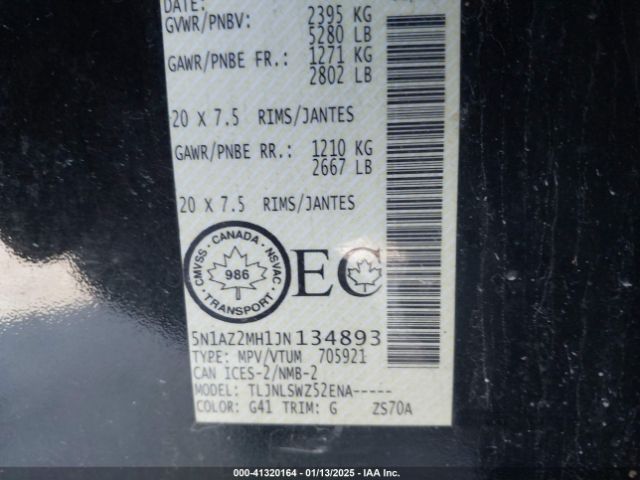 DATE:
GVWR/PNBV: 2395 KG
5280 LB
GAWR/PNBE FR.: 1271 KG
2802 LB
20 X 7.5 RIMS/JANTES
GAWR/PNBE RR.: 1210 KG
2667 LB
20 X 7.5 RIMS/JANTES
CMVSS - CANADA - NSVAC
986
TRANSPORT
EC
5N1AZ2MH1JN134893
TYPE: MPV/VTUM 705921
CAN ICES-2/NMB-2
MODEL: TLJNLSWZ52ENA-----
COLOR: G41 TRIM: G ZS70A
000-41320164 - 01/13/2025 - IAA Inc.